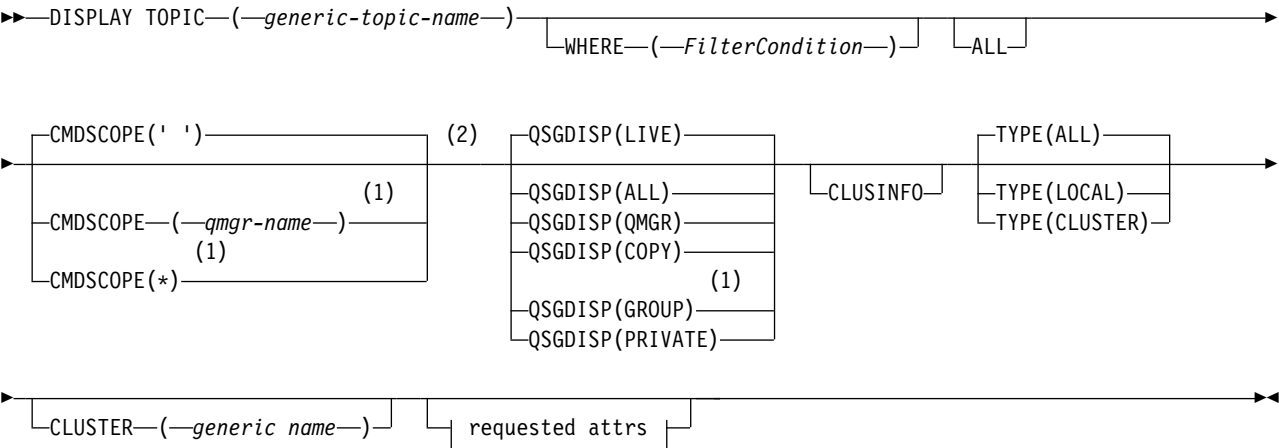 DISPLAY TOPIC ( generic-topic-name )
WHERE ( FilterCondition )
ALL
CMDSCOPE(' ')
(2)
QSGDISP(LIVE)
TYPE(ALL)
(1)
CMDSCOPE ( qmgr-name )
(1)
CMDSCOPE(*)
QSGDISP(ALL)
QSGDISP(QMGR)
QSGDISP(COPY)
(1)
QSGDISP(GROUP)
QSGDISP(PRIVATE)
CLUSINFO
TYPE(LOCAL)
TYPE(CLUSTER)
CLUSTER ( generic name )
requested attrs